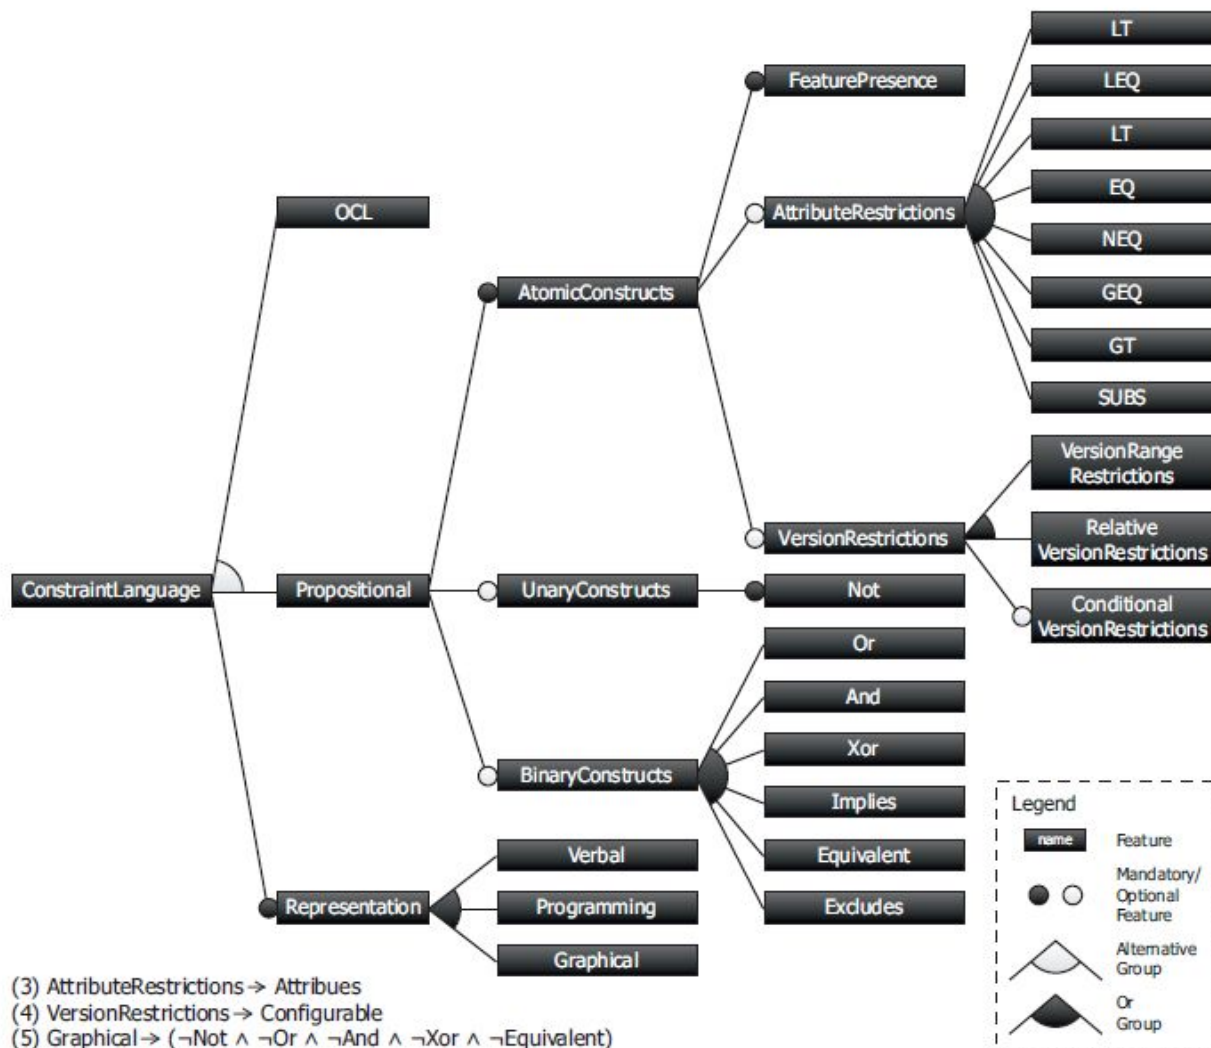 LT
FeaturePresence
LEQ
LT
OCL
AttributeRestrictions
EQ
NEQ
AtomicConstructs
GEQ
GT
SUBS
VersionRange
Restrictions
VersionRestrictions
Relative
VersionRestrictions
ConstraintLanguage
Propositional
UnaryConstructs
Not
Conditional
VersionRestrictions
Or
And
Xor
BinaryConstructs
Implies
Equivalent
Excludes
Verbal
Representation
Programming
Graphical
Legend
name Feature
Mandatory/
Optional
Feature
Alternative
Group
Or
Group
(3) AttributeRestrictions → Attribues
(4) VersionRestrictions → Configurable
(5) Graphical → (¬Not ∧ ¬Or ∧ ¬And ∧ ¬Xor ∧ ¬Equivalent)